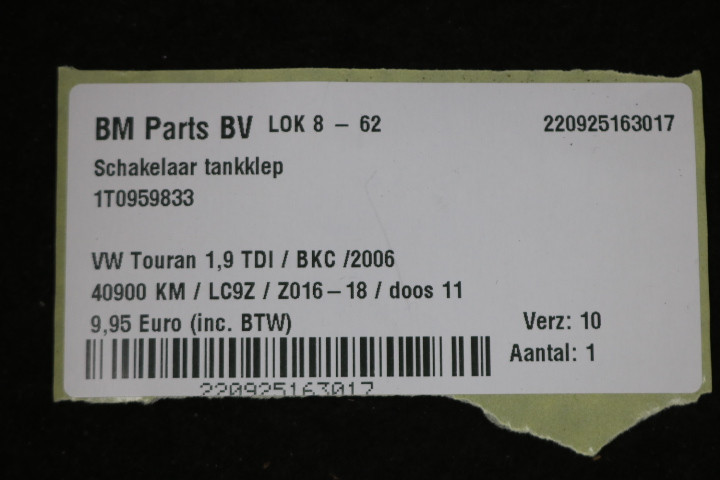 BM Parts BV LOK 8 – 62 220925163017
Schakelaar tankklep
1T0959833
VW Touran 1,9 TDI / BKC /2006
40900 KM / LC9Z / Z016–18 / doos 11
9,95 Euro (inc. BTW) Verz: 10
Aantal: 1
220925163017